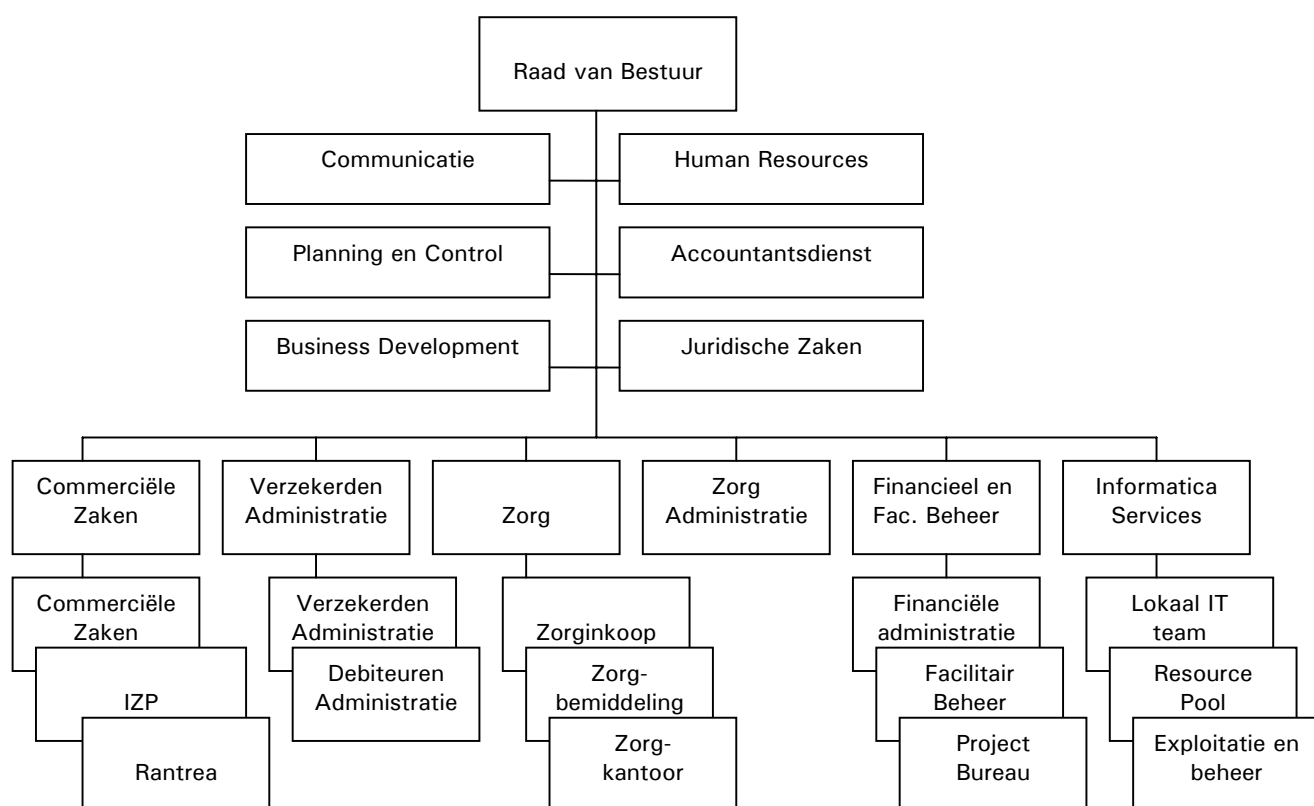 Raad van Bestuur
Communicatie
Human Resources
Planning en Control
Accountantsdienst
Business Development
Juridische Zaken
Commerciële
Zaken
Verzekerden
Administratie
Zorg
Zorg
Administratie
Financieel en
Fac. Beheer
Informatica
Services
Commerciële
Zaken
IZP
Rantrea
Verzekerden
Administratie
Debiteuren
Administratie
Zorginkoop
Zorg-
bemiddeling
Zorg-
kantoor
Financiële
administratie
Facilitair
Beheer
Project
Bureau
Lokaal IT
team
Resource
Pool
Exploitatie en
beheer